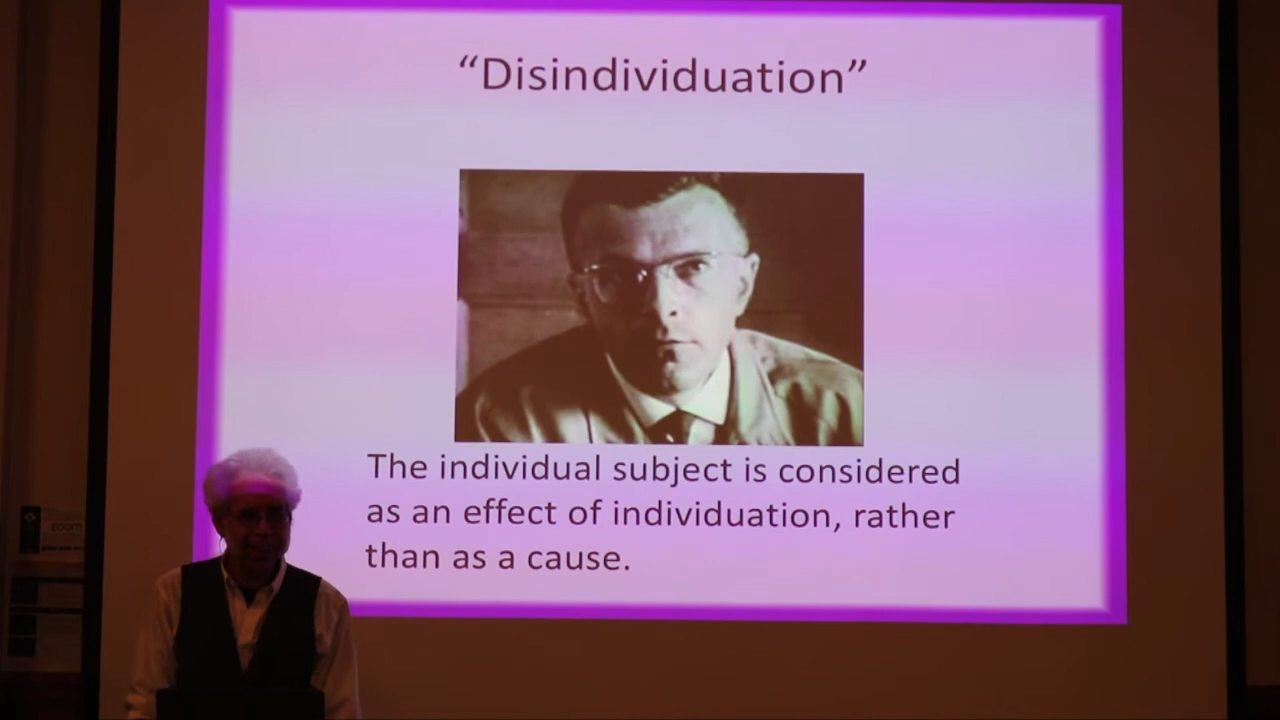 “Disindividuation”
The individual subject is considered
as an effect of individuation, rather
than as a cause.